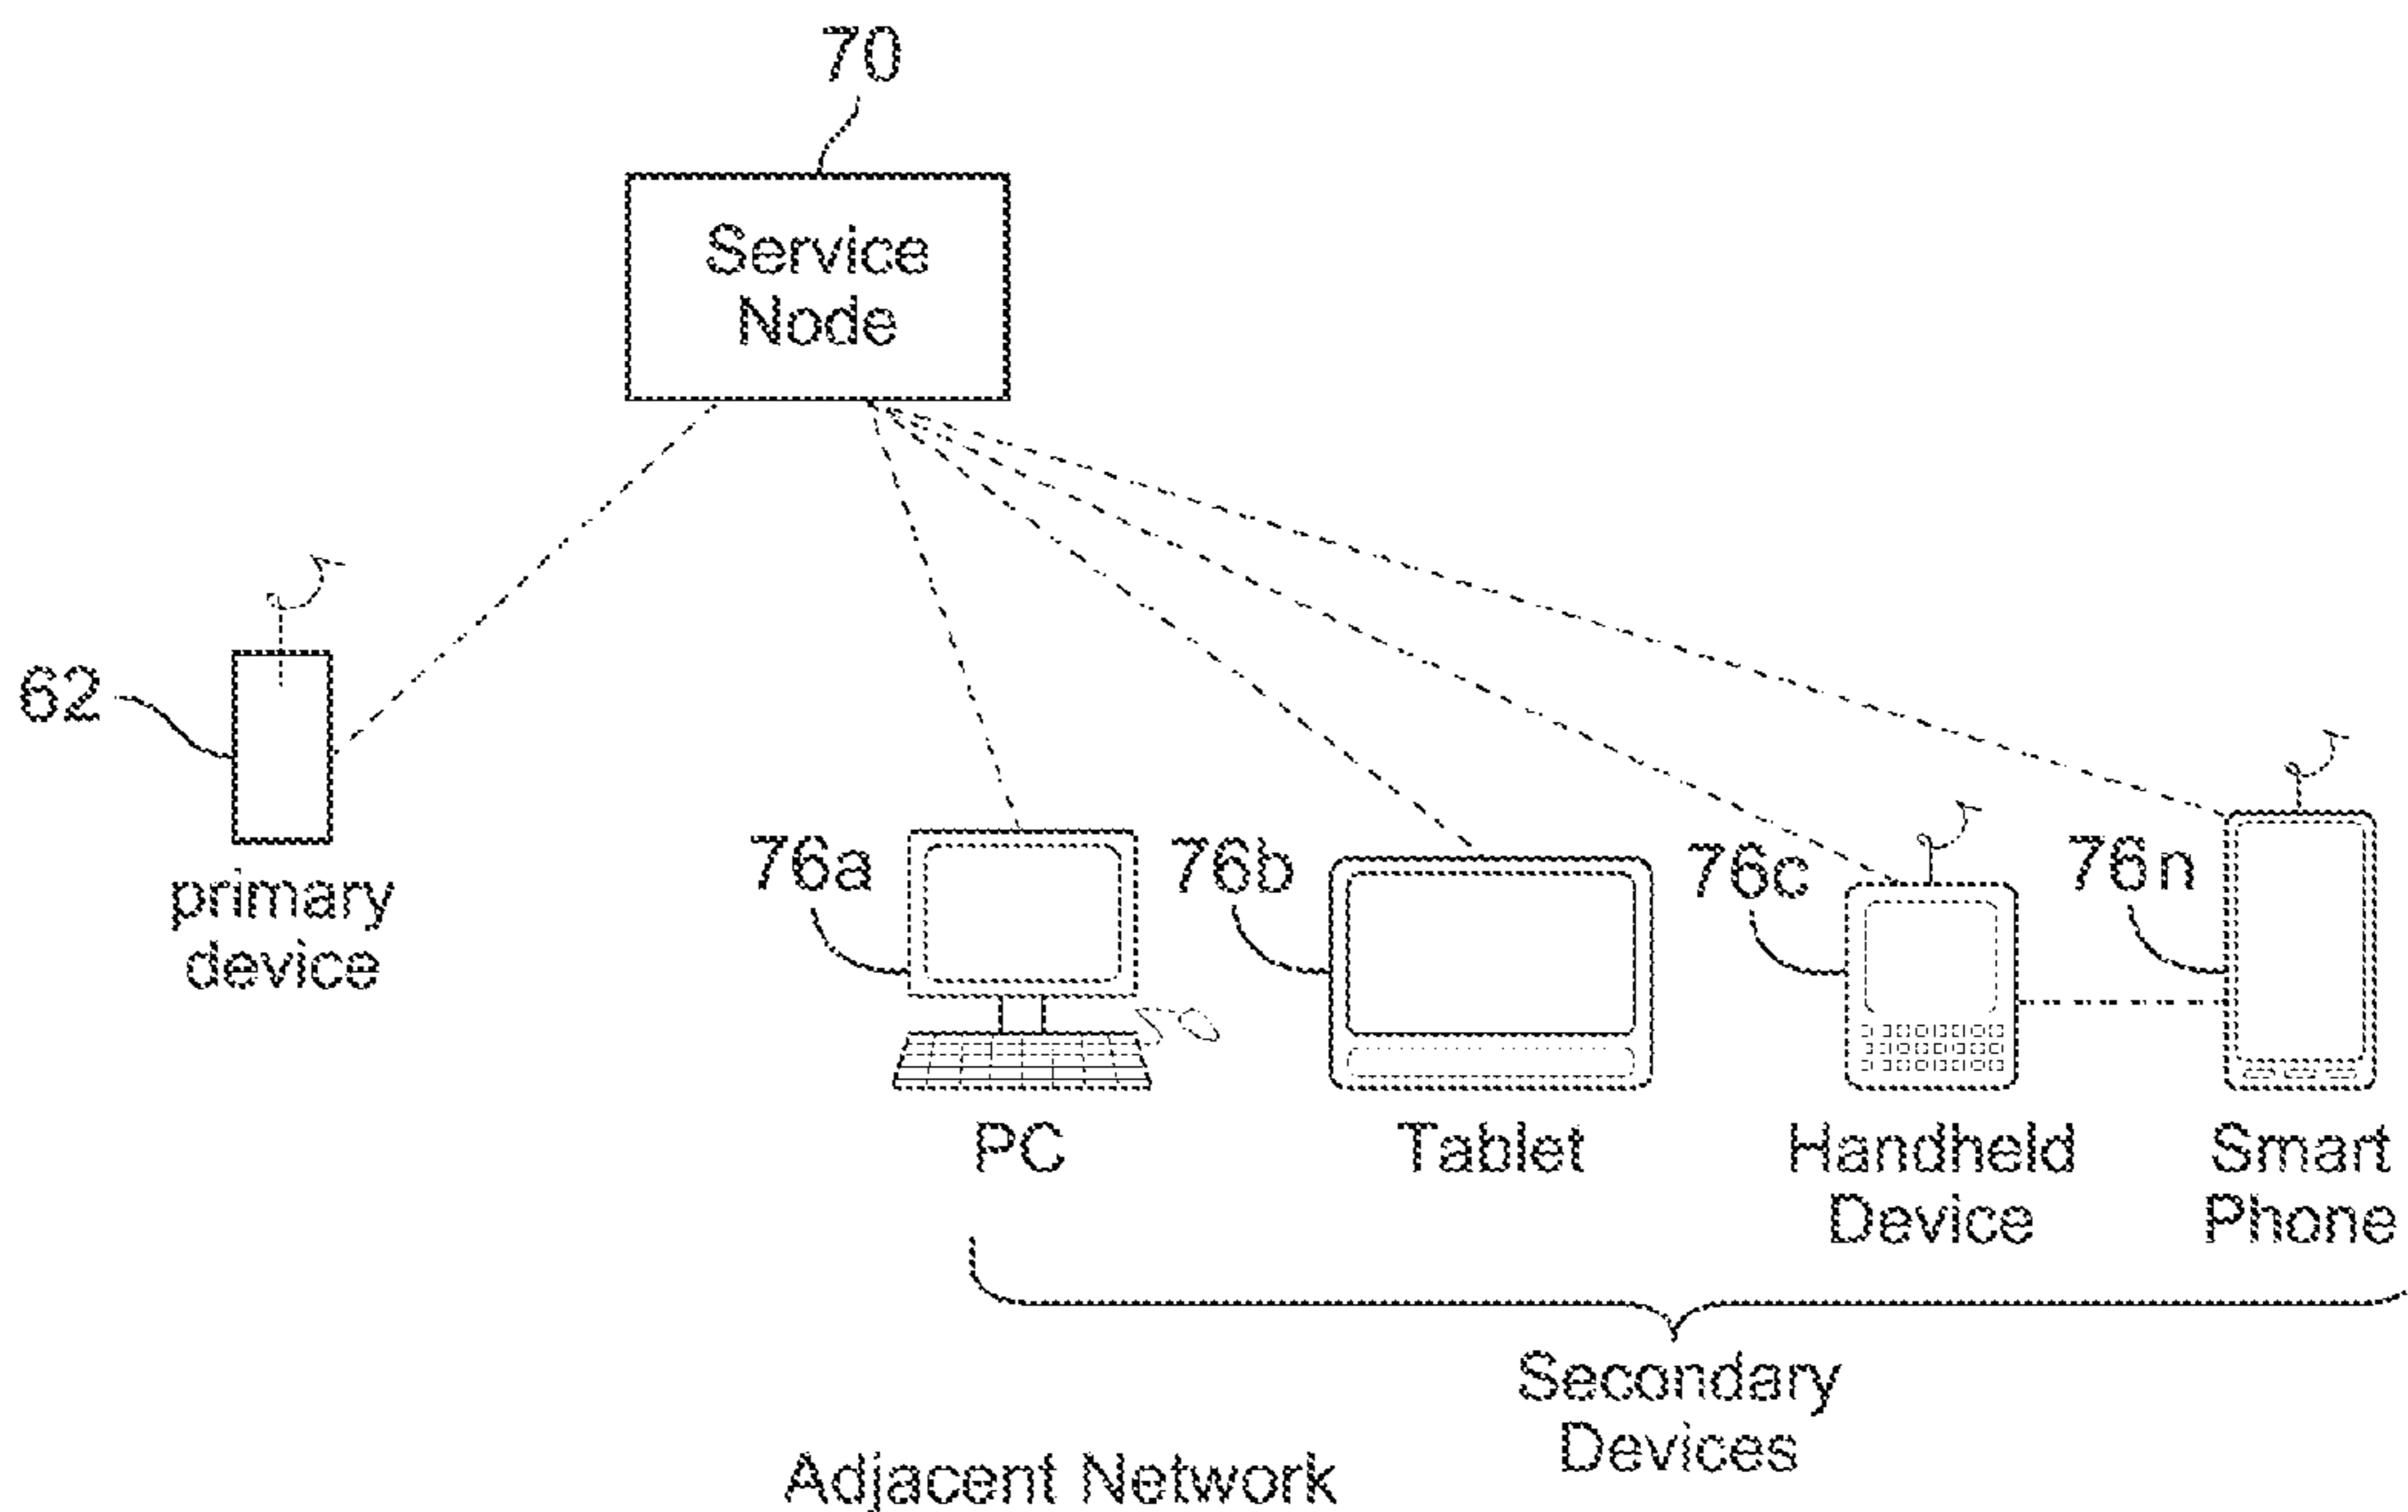 70
Service
Node
62
primary
device
76a
76b
76c
76n
PC
Tablet
Handheld
Device
Smart
Phone
Secondary
Devices
Adjacent Network